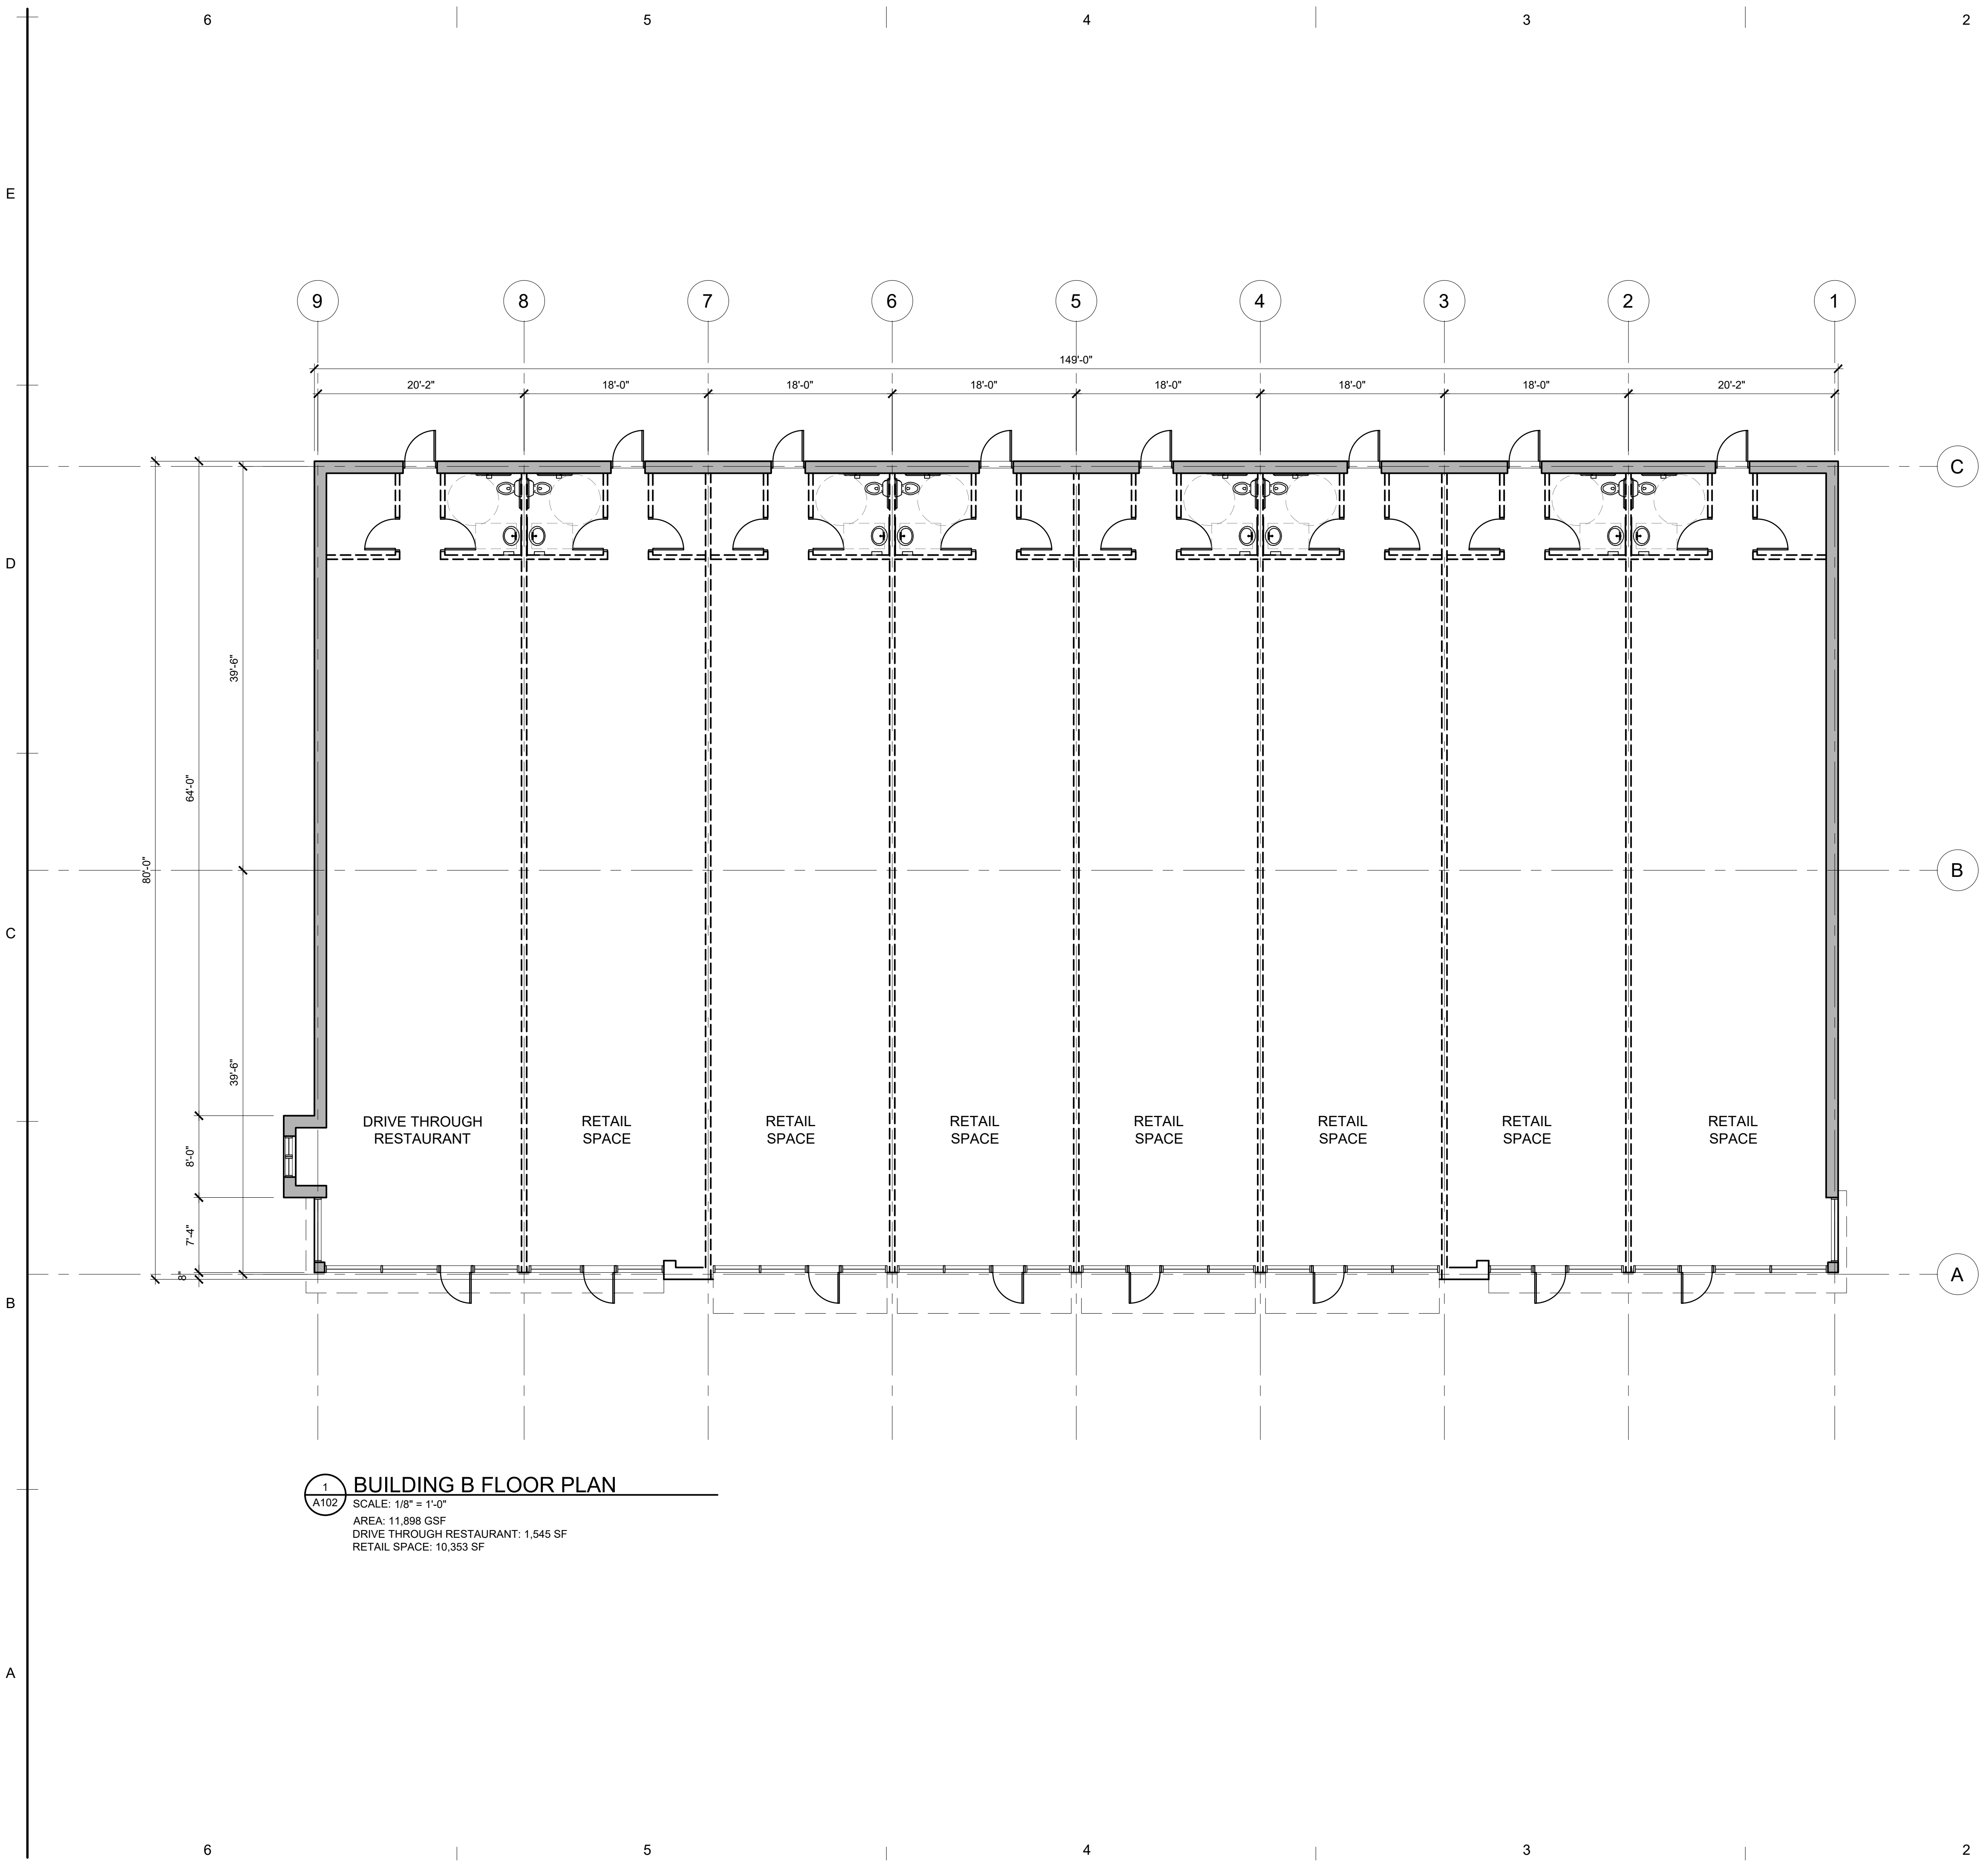 6 5 4 3 2
E
9 8 7 6 5 4 3 2 1
149'-0"
20'-2" 18'-0" 18'-0" 18'-0" 18'-0" 18'-0" 18'-0" 20'-2"
C
D
39'-6"
64'-0"
80'-0"
B
C
39'-6"
DRIVE THROUGH
RESTAURANT
RETAIL
SPACE
RETAIL
SPACE
RETAIL
SPACE
RETAIL
SPACE
RETAIL
SPACE
RETAIL
SPACE
RETAIL
SPACE
8'-0"
7'-4"
8"
A
B
1
A102
BUILDING B FLOOR PLAN
SCALE: 1/8" = 1'-0"
AREA: 11,898 GSF
DRIVE THROUGH RESTAURANT: 1,545 SF
RETAIL SPACE: 10,353 SF
A
6 5 4 3 2